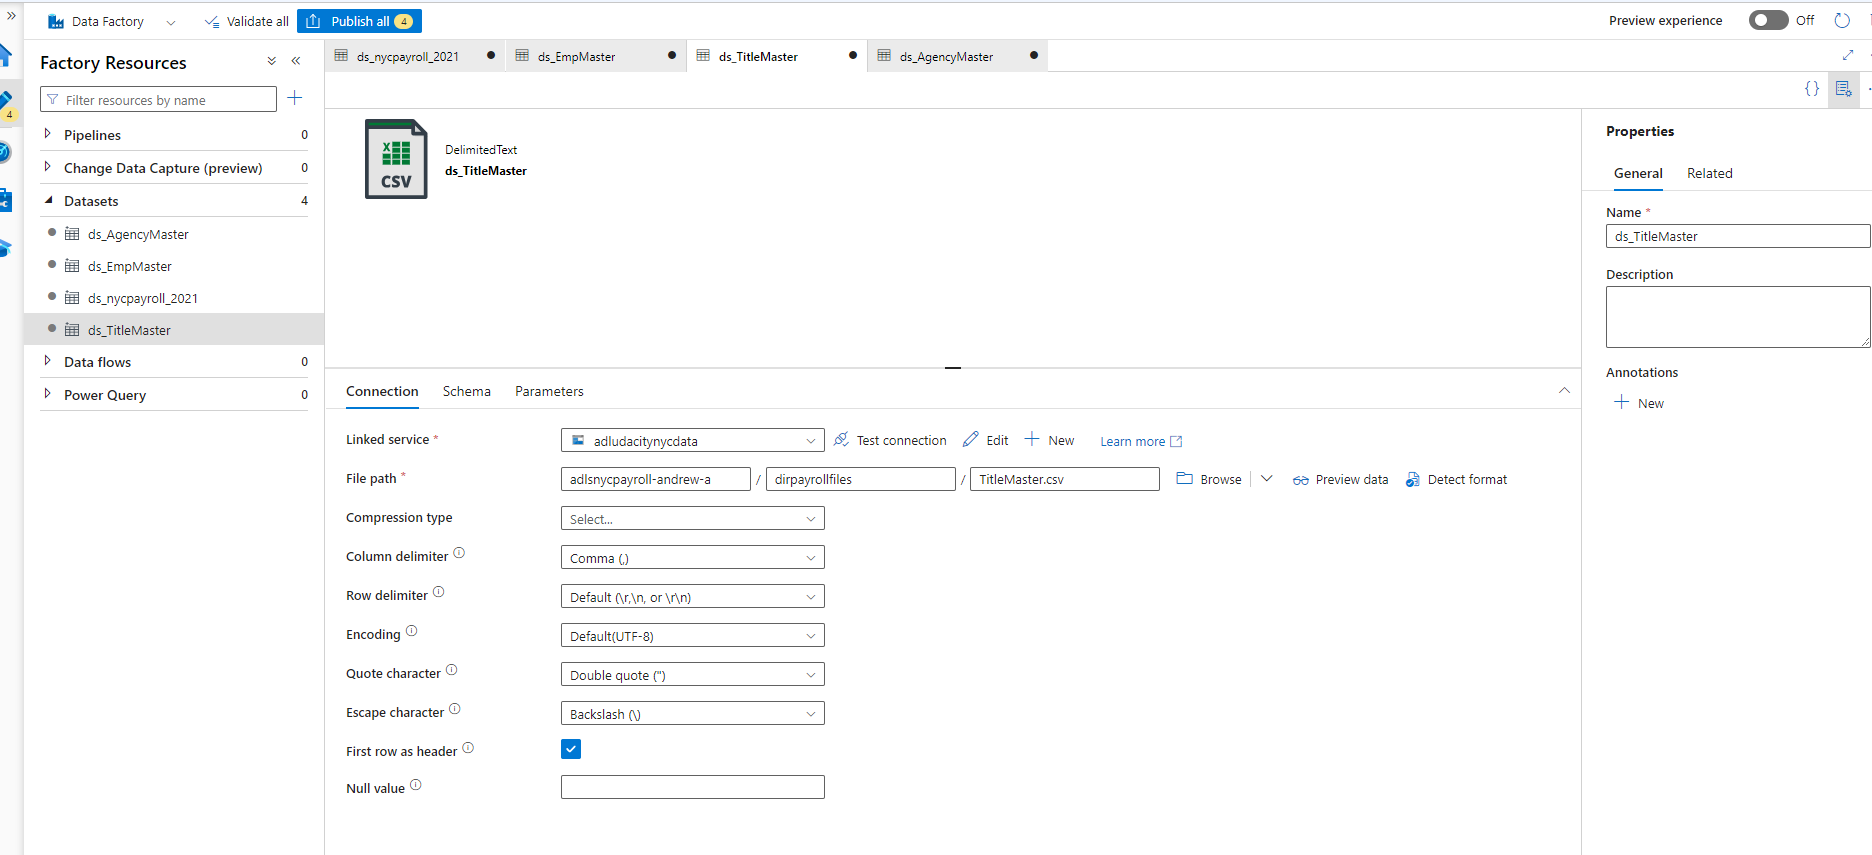 Data Factory
Validate all
Publish all 4
Preview experience
Off
4
Factory Resources
Filter resources by name
Pipelines 0
Change Data Capture (preview) 0
Datasets 4
ds_AgencyMaster
ds_EmpMaster
ds_nycpayroll_2021
ds_TitleMaster
Data flows 0
Power Query 0
ds_nycpayroll_2021
ds_EmpMaster
ds_TitleMaster
ds_AgencyMaster
{}
CSV
DelimitedText
ds_TitleMaster
Connection
Schema
Parameters
Linked service *
adludacitynycdata
Test connection
Edit
New
Learn more
File path *
adlsnycpayroll-andrew-a / dirpayrollfiles / TitleMaster.csv
Browse
Preview data
Detect format
Compression type
Select...
Column delimiter
Comma (,)
Row delimiter
Default (\r,\n, or \r\n)
Encoding
Default(UTF-8)
Quote character
Double quote (")
Escape character
Backslash (\)
First row as header
Null value
Properties
General
Related
Name *
ds_TitleMaster
Description
Annotations
New